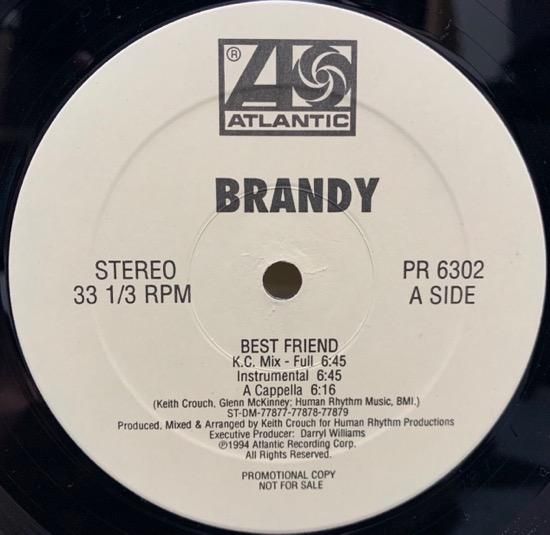 ®
ATLANTIC
BRANDY
STEREO
33 1/3 RPM
PR 6302
A SIDE
BEST FRIEND
K.C. Mix - Full 6:45
Instrumental 6:45
A Cappella 6:16
(Keith Crouch, Glenn McKinney; Human Rhythm Music, BMI.)
ST-DM-77877-77878-77879
Produced, Mixed & Arranged by Keith Crouch for Human Rhythm Productions
Executive Producer: Darryl Williams
℗1994 Atlantic Recording Corp.
All Rights Reserved.
PROMOTIONAL COPY
NOT FOR SALE